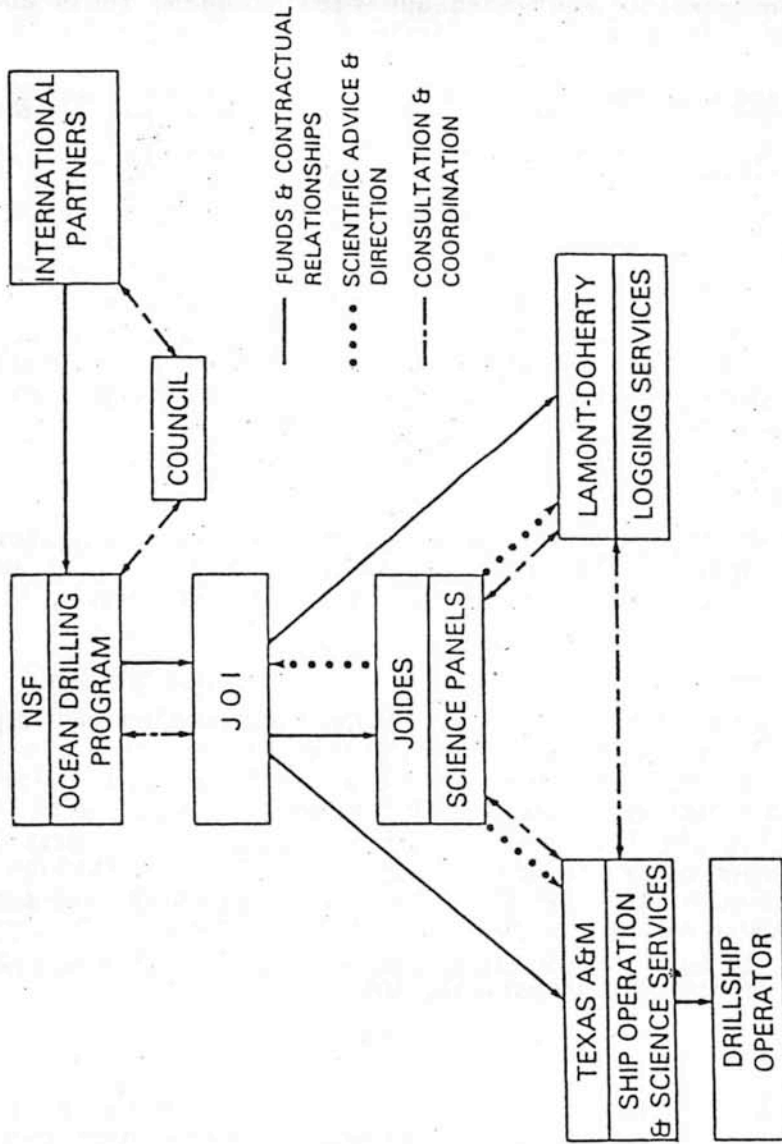 NSF
OCEAN DRILLING
PROGRAM
INTERNATIONAL
PARTNERS
COUNCIL
J O I
FUNDS & CONTRACTUAL
RELATIONSHIPS
SCIENTIFIC ADVICE &
DIRECTION
CONSULTATION &
COORDINATION
JOIDES
SCIENCE PANELS
TEXAS A&M
SHIP OPERATION
& SCIENCE SERVICES
LAMONT-DOHERTY
LOGGING SERVICES
DRILLSHIP
OPERATOR